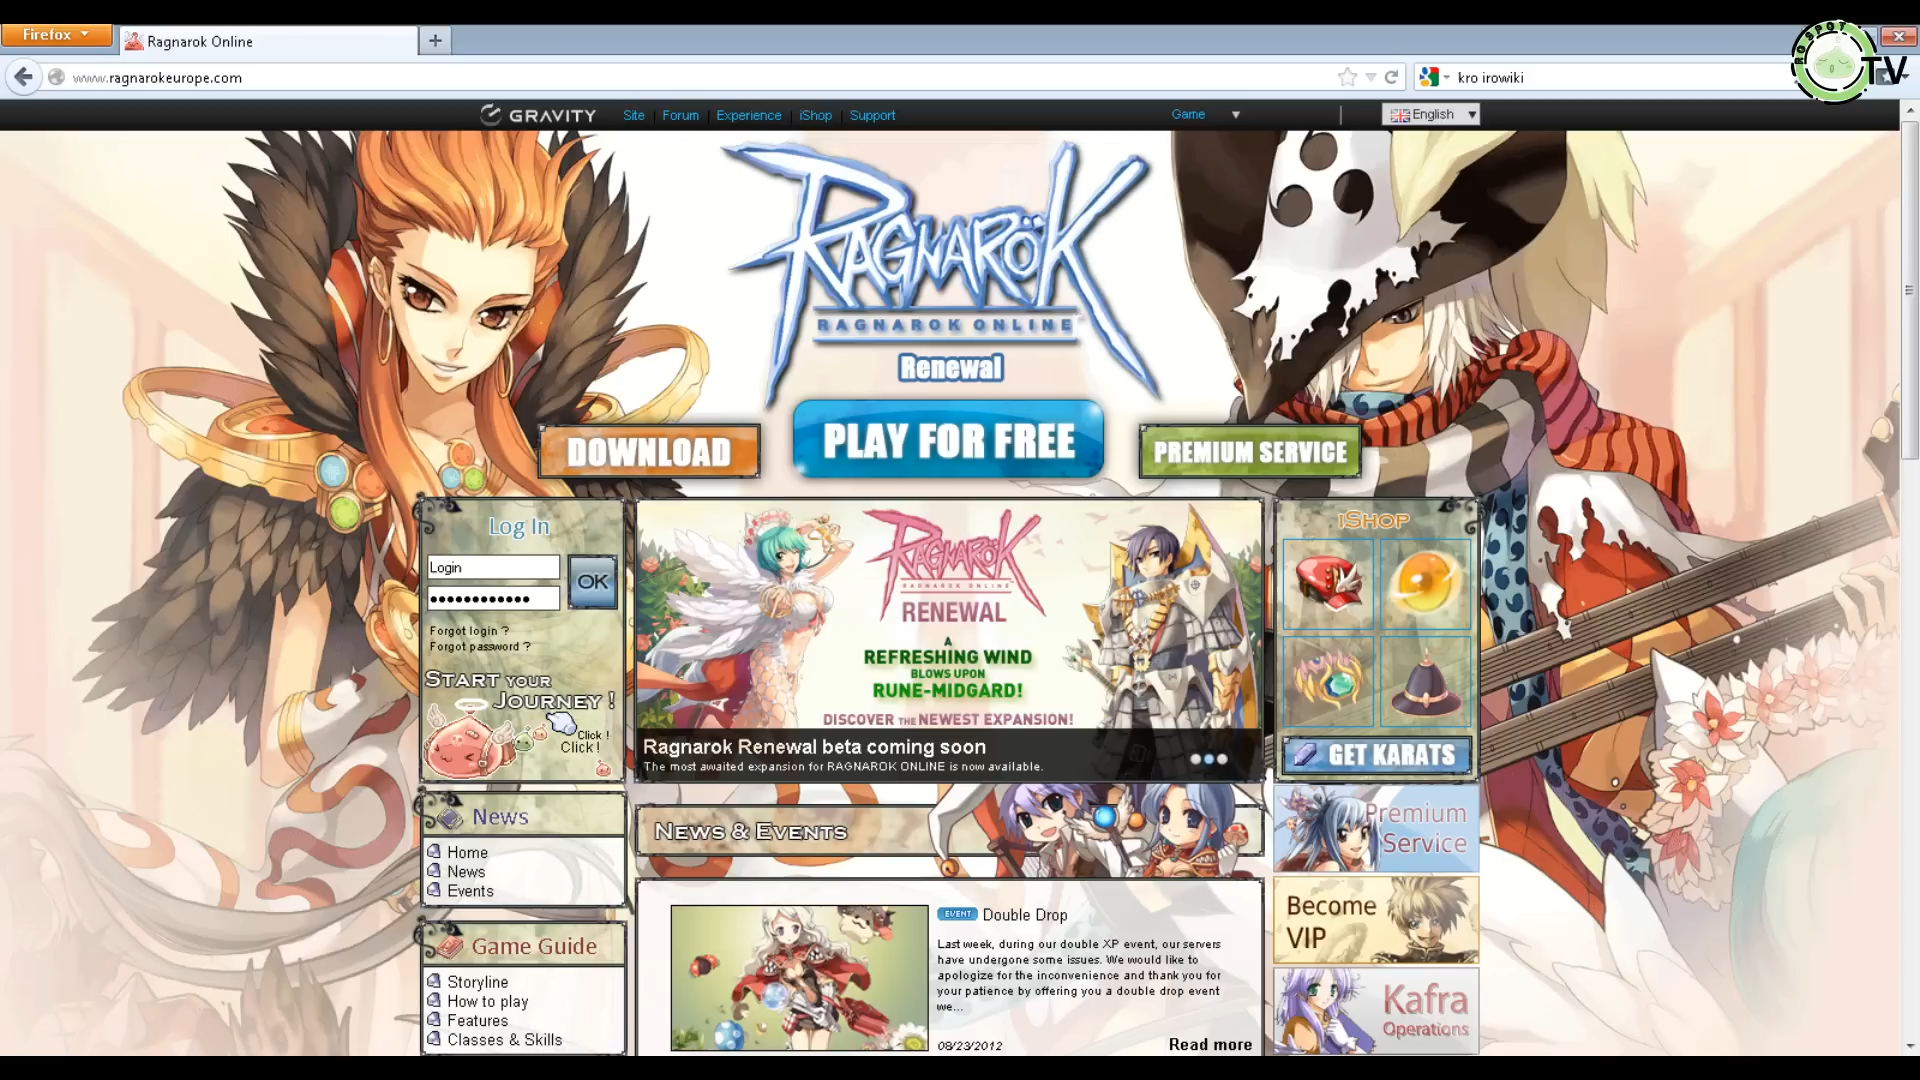 Firefox
Ragnarok Online
RO SPOT TV
www.ragnarokeurope.com
kro irowiki
GRAVITY
Site
Forum
Experience
iShop
Support
Game
English
RAGNARÖK
RAGNAROK ONLINE
Renewal
DOWNLOAD
PLAY FOR FREE
PREMIUM SERVICE
Log In
Login
OK
Forgot login ?
Forgot password ?
START YOUR
JOURNEY !
Click !
Click !
RAGNARÖK
RAGNAROK ONLINE
RENEWAL
A
REFRESHING WIND
BLOWS UPON
RUNE-MIDGARD!
DISCOVER THE NEWEST EXPANSION!
Ragnarok Renewal beta coming soon
The most awaited expansion for RAGNAROK ONLINE is now available.
iSHOP
GET KARATS
News
Home
News
Events
Game Guide
Storyline
How to play
Features
Classes & Skills
NEWS & EVENTS
EVENT Double Drop
Last week, during our double XP event, our servers
have undergone some issues. We would like to
apologize for the inconvenience and thank you for
your patience by offering you a double drop event
we...
08/23/2012
Read more
Premium
Service
Become
VIP
Kafra
Operations